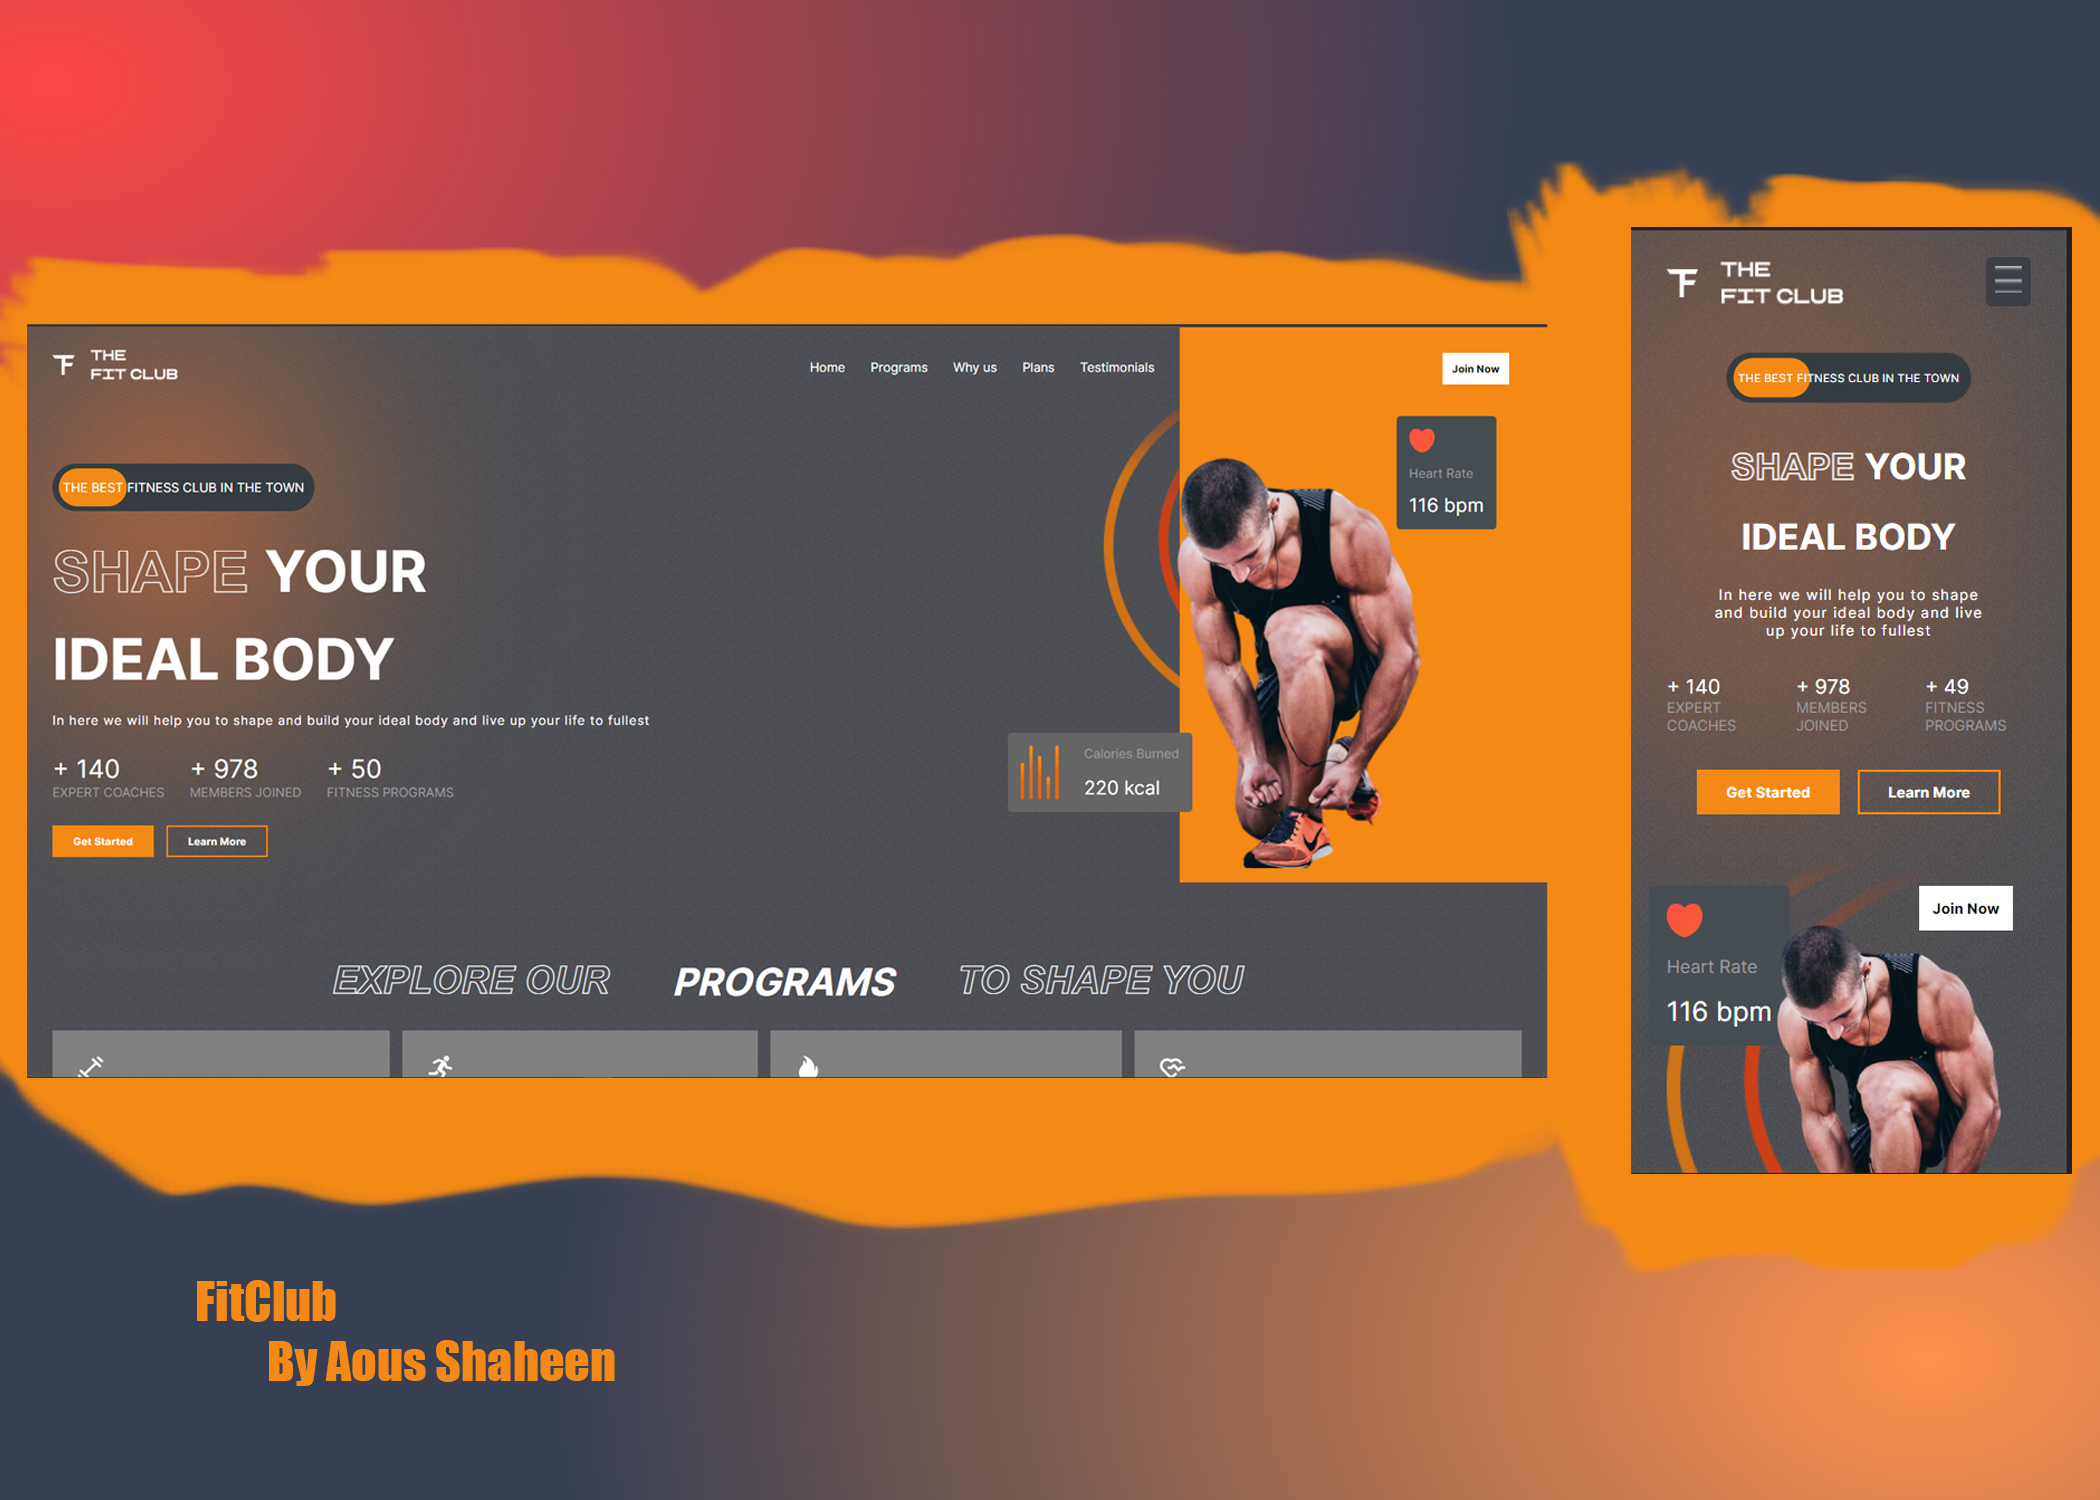 THE
FIT CLUB
Home Programs Why us Plans Testimonials
Join Now
THE BEST FITNESS CLUB IN THE TOWN
SHAPE YOUR
IDEAL BODY
In here we will help you to shape and build your ideal body and live up your life to fullest
+ 140 + 978 + 50
EXPERT COACHES MEMBERS JOINED FITNESS PROGRAMS
Get Started Learn More
Heart Rate
116 bpm
Calories Burned
220 kcal
EXPLORE OUR PROGRAMS TO SHAPE YOU
THE
FIT CLUB
THE BEST FITNESS CLUB IN THE TOWN
SHAPE YOUR
IDEAL BODY
In here we will help you to shape
and build your ideal body and live
up your life to fullest
+ 140 + 978 + 49
EXPERT MEMBERS FITNESS
COACHES JOINED PROGRAMS
Get Started Learn More
Join Now
Heart Rate
116 bpm
FitClub
By Aous Shaheen